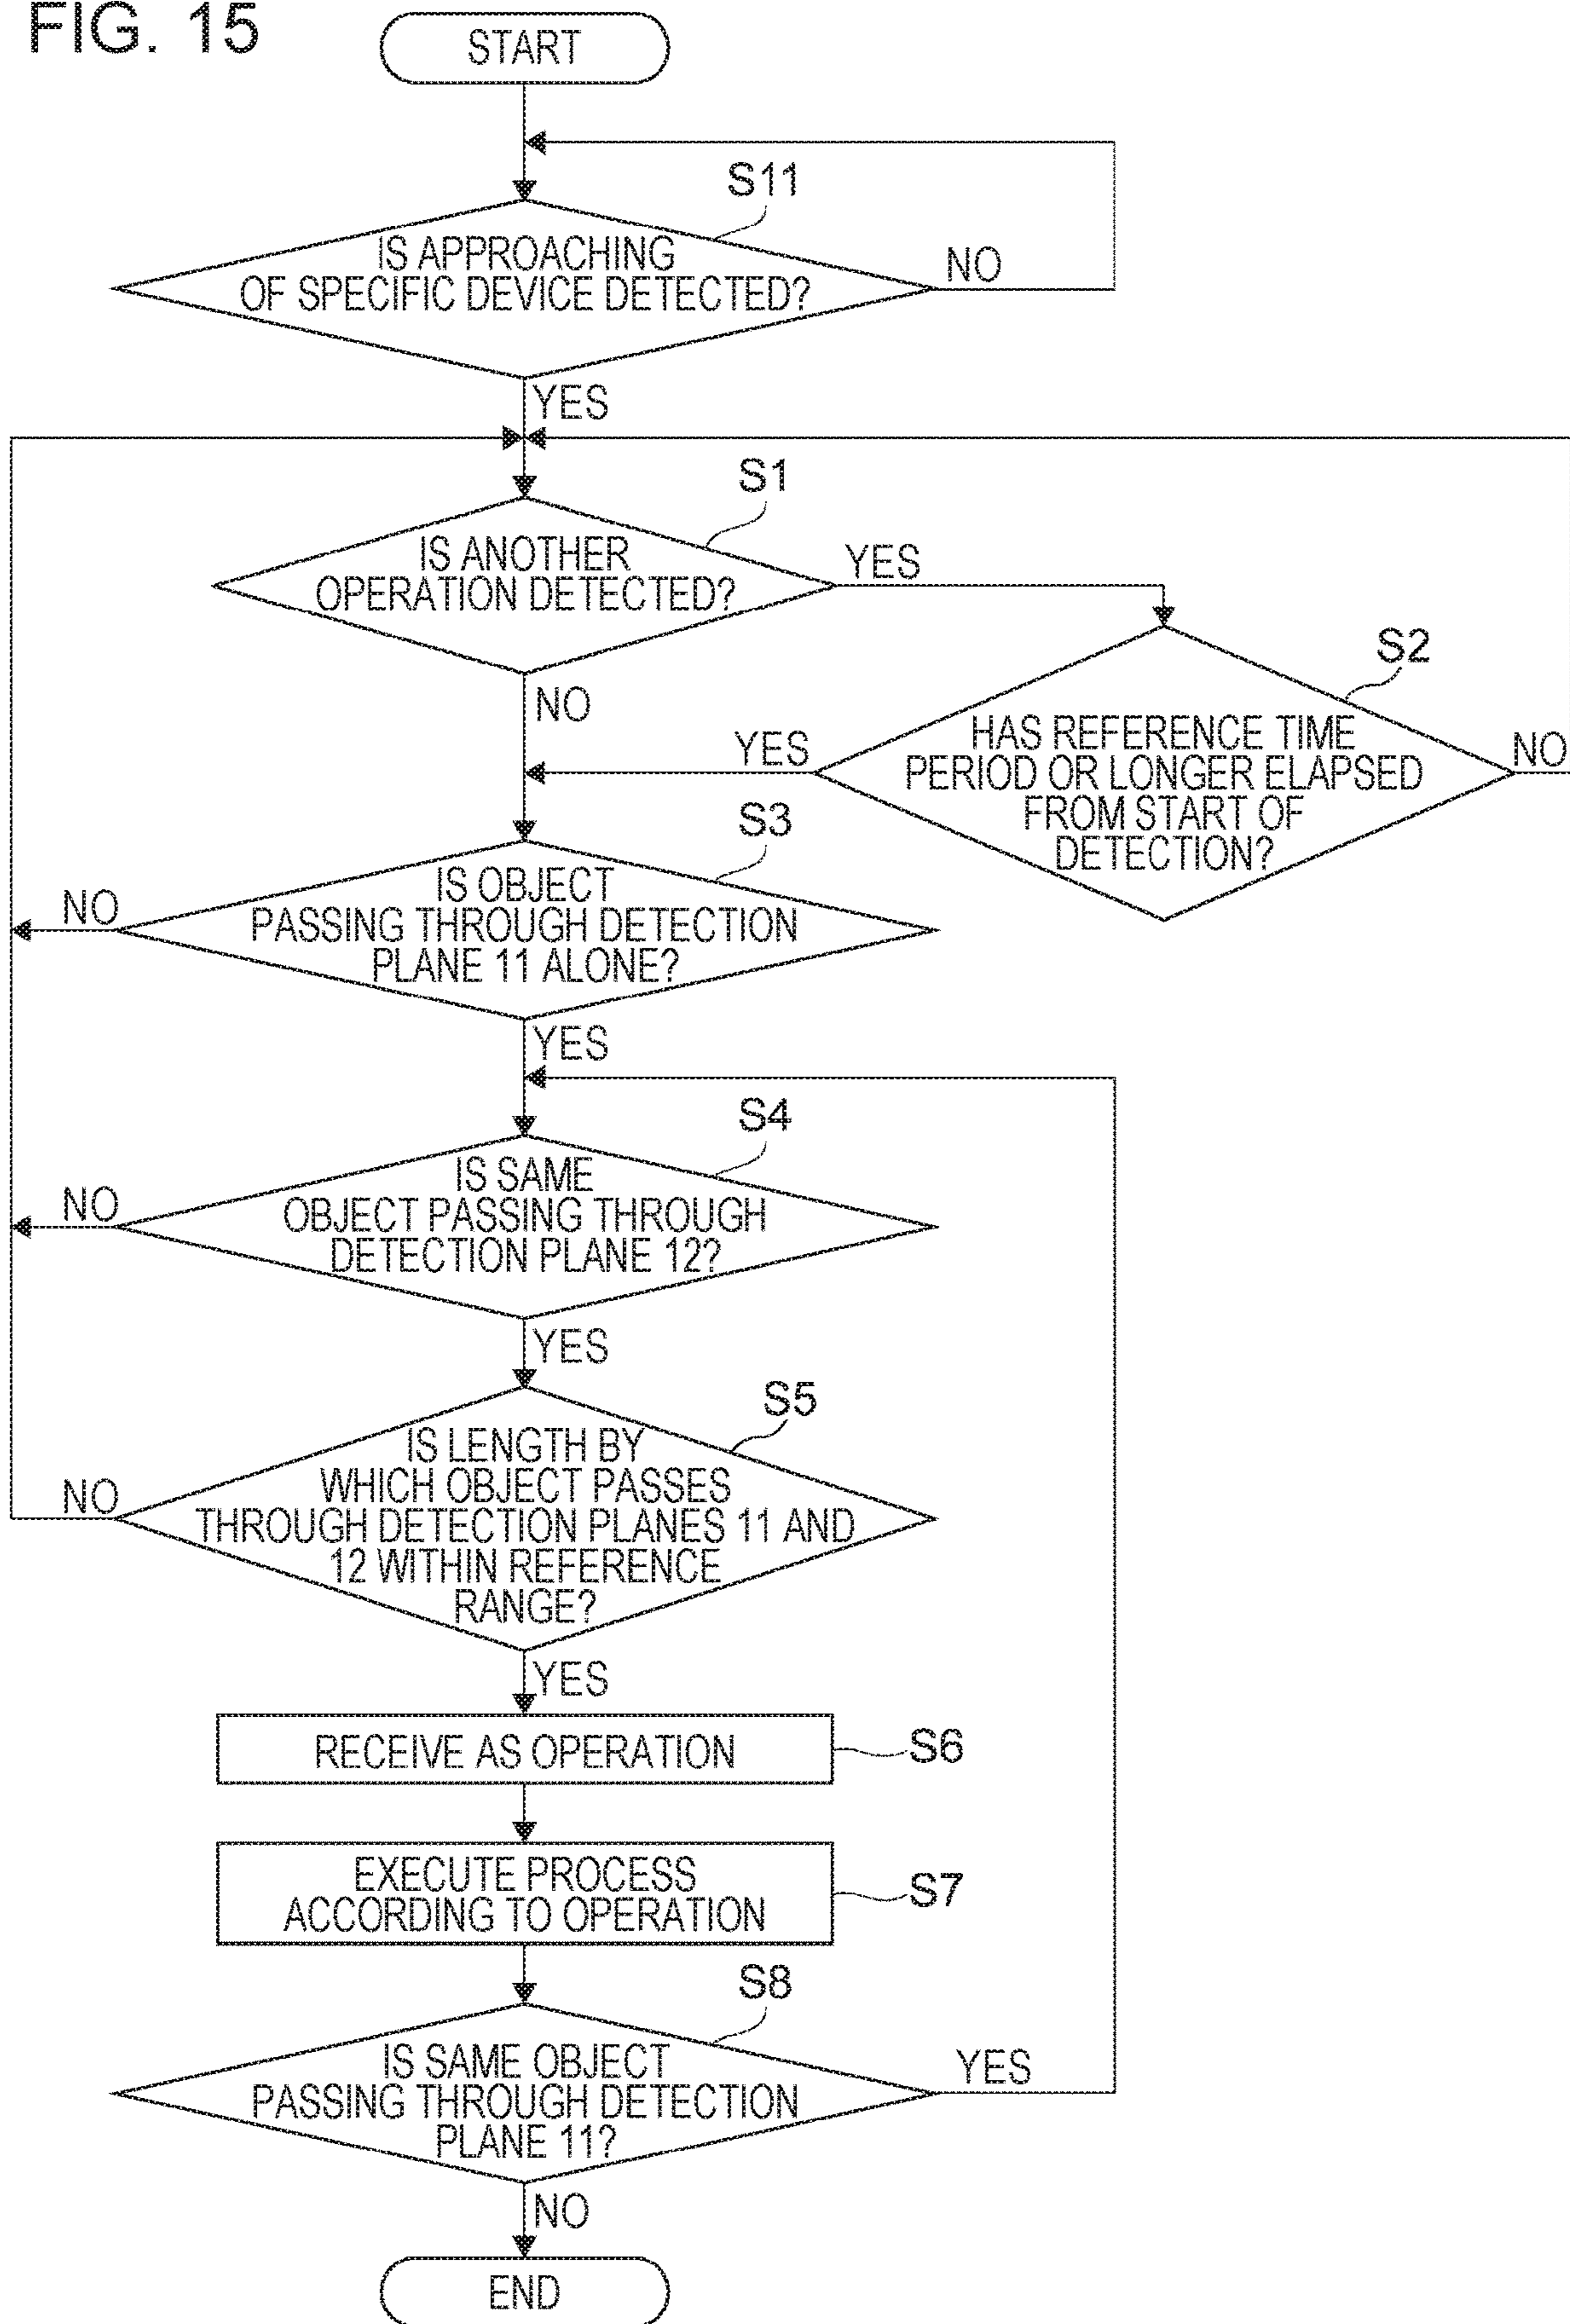 FIG. 15
START
S11
IS APPROACHING
OF SPECIFIC DEVICE DETECTED?
NO
YES
S1
IS ANOTHER
OPERATION DETECTED?
YES
NO
S2
HAS REFERENCE TIME
PERIOD OR LONGER ELAPSED
FROM START OF
DETECTION?
YES
NO
S3
IS OBJECT
PASSING THROUGH DETECTION
PLANE 11 ALONE?
NO
YES
S4
IS SAME
OBJECT PASSING THROUGH
DETECTION PLANE 12?
NO
YES
S5
IS LENGTH BY
WHICH OBJECT PASSES
THROUGH DETECTION PLANES 11 AND
12 WITHIN REFERENCE
RANGE?
NO
YES
RECEIVE AS OPERATION
S6
EXECUTE PROCESS
ACCORDING TO OPERATION
S7
S8
IS SAME OBJECT
PASSING THROUGH DETECTION
PLANE 11?
YES
NO
END